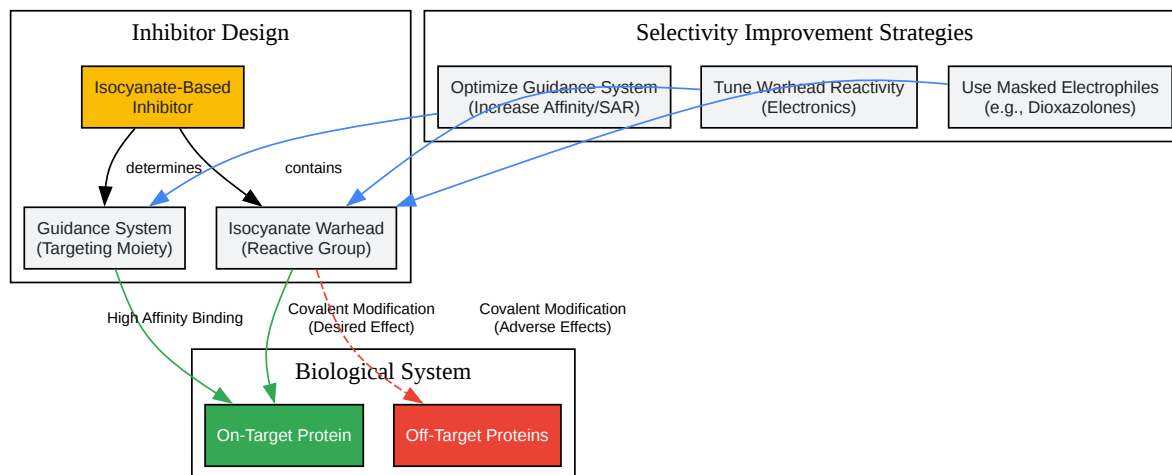 Inhibitor Design
Selectivity Improvement Strategies
Isocyanate-Based
Inhibitor
Optimize Guidance System
(Increase Affinity/SAR)
Tune Warhead Reactivity
(Electronics)
Use Masked Electrophiles
(e.g., Dioxazolones)
determines
contains
Guidance System
(Targeting Moiety)
Isocyanate Warhead
(Reactive Group)
High Affinity Binding
Covalent Modification
(Desired Effect)
Covalent Modification
(Adverse Effects)
Biological System
On-Target Protein
Off-Target Proteins